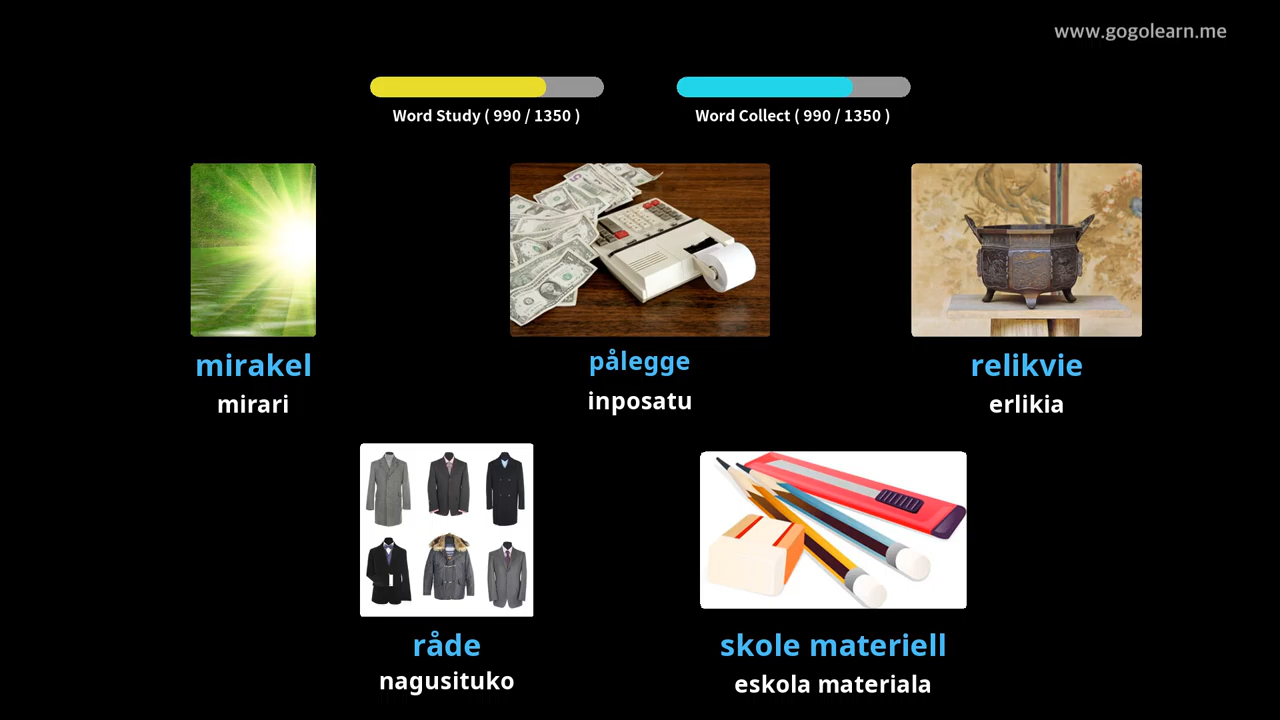 www.gogolearn.me
Word Study ( 990 / 1350 )
Word Collect ( 990 / 1350 )
mirakel
mirari
pålegge
inposatu
relikvie
erlikia
råde
nagusituko
skole materiell
eskola materiala